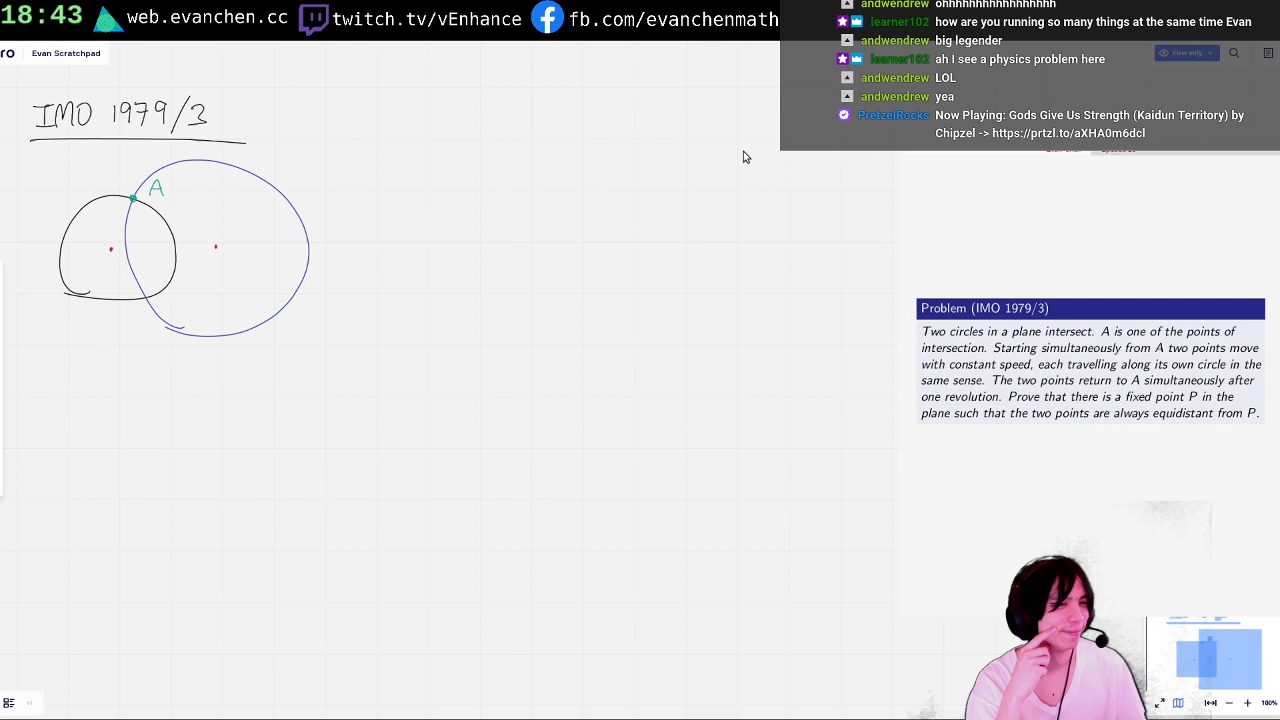 18:43 web.evanchen.cc twitch.tv/vEnhance fb.com/evanchenmath
andwendrew ohhhhhhhhhhhhhhhhh
learner102 how are you running so many things at the same time Evan
andwendrew big legender
learner102 ah I see a physics problem here
andwendrew LOL
andwendrew yea
PretzelRocks Now Playing: Gods Give Us Strength (Kaidun Territory) by
Chipzel -> https://prtzl.to/aXHA0m6dcl
ro Evan Scratchpad
View only
IMO 1979/3
A
Problem (IMO 1979/3)
Two circles in a plane intersect. A is one of the points of
intersection. Starting simultaneously from A two points move
with constant speed, each travelling along its own circle in the
same sense. The two points return to A simultaneously after
one revolution. Prove that there is a fixed point P in the
plane such that the two points are always equidistant from P.
100%